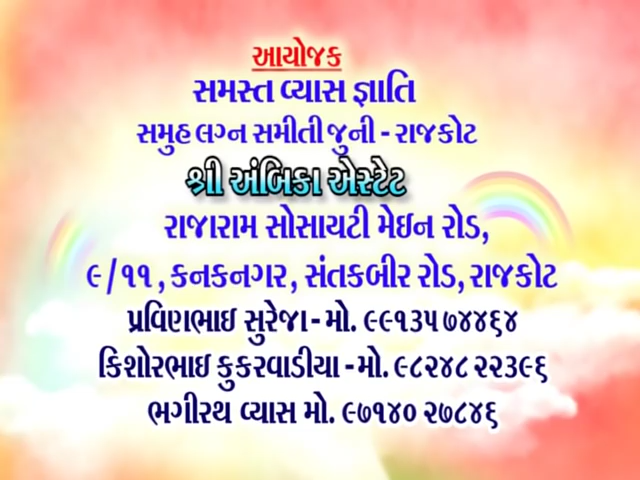 આયોજક
સમસ્ત વ્યાસ જ્ઞાતિ
સમુહ લગ્ન સમીતી જુની - રાજકોટ
શ્રી અંબિકા એસ્ટેટ
રાજારામ સોસાયટી મેઇન રોડ,
૯ / ૧૧ , કનકનગર , સંતકબીર રોડ, રાજકોટ
પ્રવિણભાઇ સુરેજા - મો. ૯૯૧૩૫ ૭૪૪૬૪
કિશોરભાઇ કુકરવાડીયા - મો. ૯૮૨૪૮ ૨૨૩૯૬
ભગીરથ વ્યાસ મો. ૯૭૧૪૦ ૨૭૮૪૬